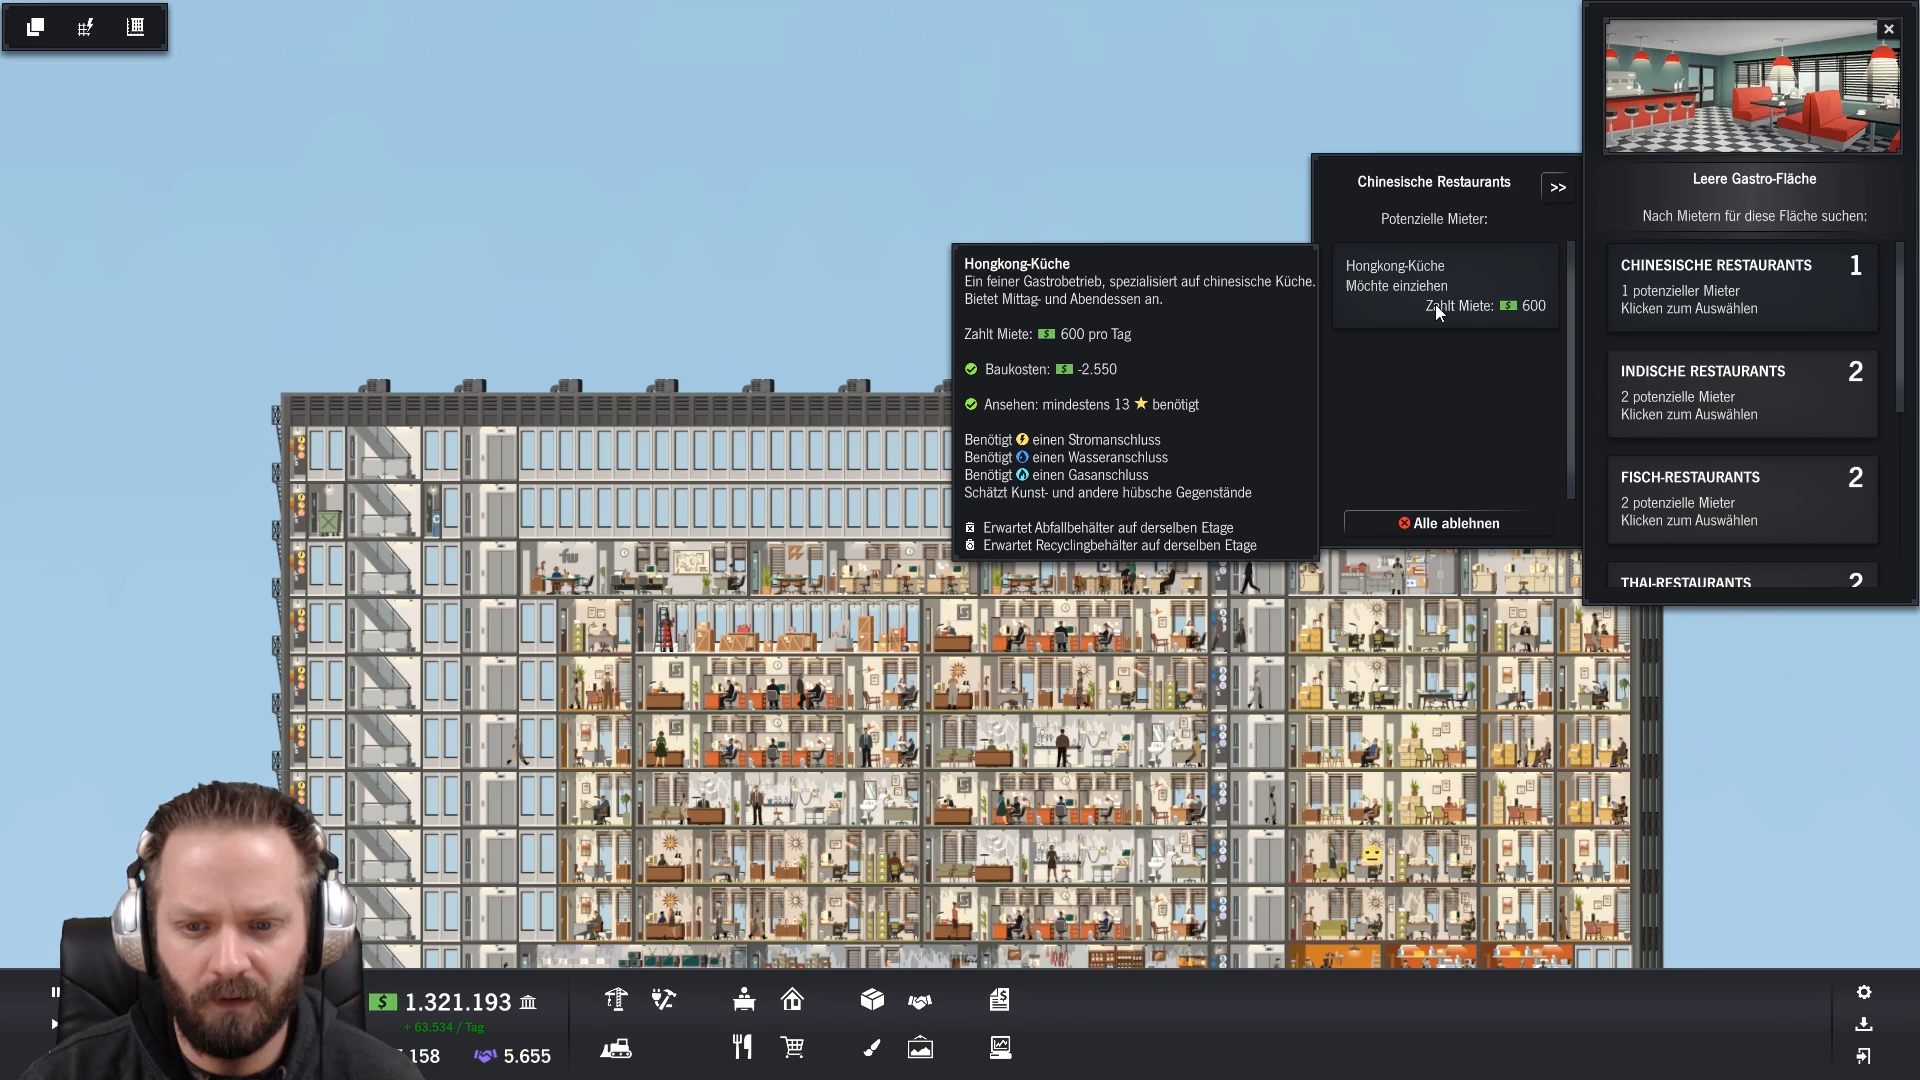 Leere Gastro-Fläche
Nach Mietern für diese Fläche suchen:
CHINESISCHE RESTAURANTS 1
1 potenzieller Mieter
Klicken zum Auswählen
INDISCHE RESTAURANTS 2
2 potenzielle Mieter
Klicken zum Auswählen
FISCH-RESTAURANTS 2
2 potenzielle Mieter
Klicken zum Auswählen
THAI-RESTAURANTS 2
Chinesische Restaurants >>
Potenzielle Mieter:
Hongkong-Küche
Möchte einziehen
Zahlt Miete: $ 600
Alle ablehnen
Hongkong-Küche
Ein feiner Gastrobetrieb, spezialisiert auf chinesische Küche.
Bietet Mittag- und Abendessen an.
Zahlt Miete: $ 600 pro Tag
Baukosten: $ -2.550
Ansehen: mindestens 13 benötigt
Benötigt einen Stromanschluss
Benötigt einen Wasseranschluss
Benötigt einen Gasanschluss
Schätzt Kunst- und andere hübsche Gegenstände
Erwartet Abfallbehälter auf derselben Etage
Erwartet Recyclingbehälter auf derselben Etage
fw
$ 1.321.193
+ 63.534 / Tag
158 5.655